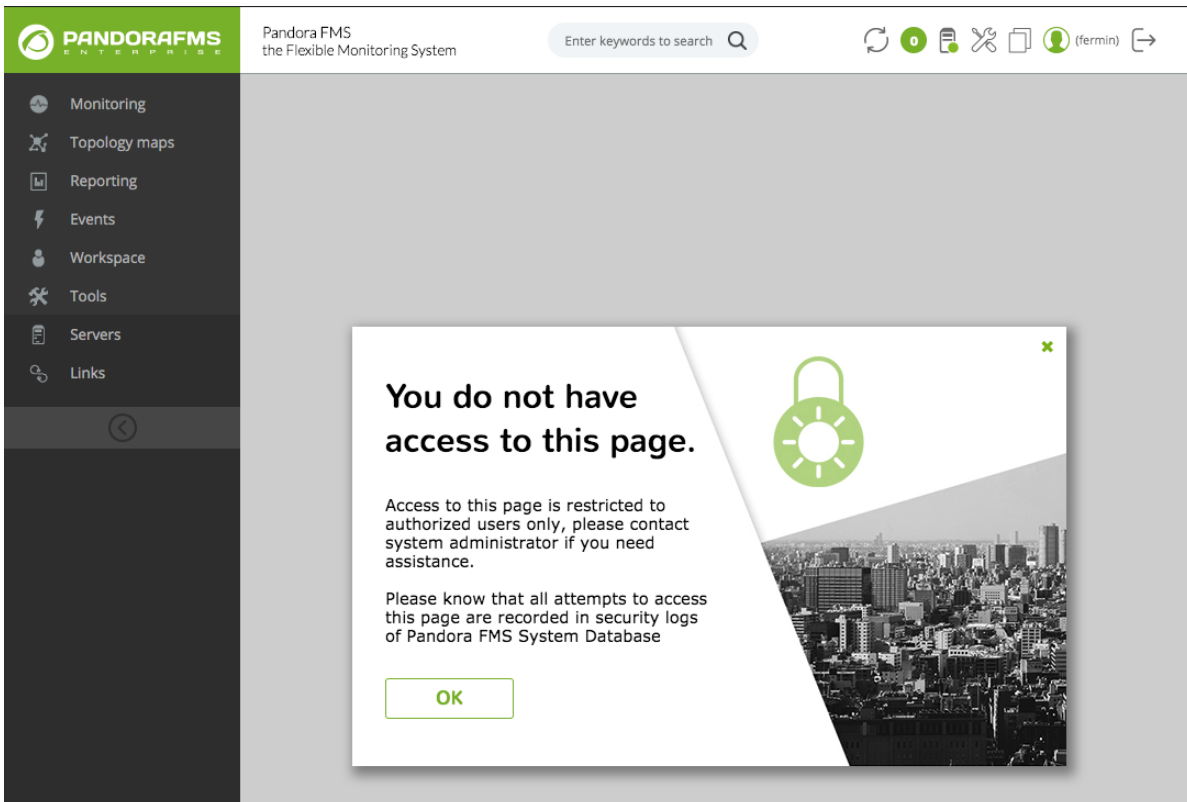 PANDORAFMS
ENTERPRISE
Pandora FMS
the Flexible Monitoring System
Enter keywords to search
0
(fermin)
Monitoring
Topology maps
Reporting
Events
Workspace
Tools
Servers
Links
You do not have
access to this page.
Access to this page is restricted to
authorized users only, please contact
system administrator if you need
assistance.
Please know that all attempts to access
this page are recorded in security logs
of Pandora FMS System Database
OK